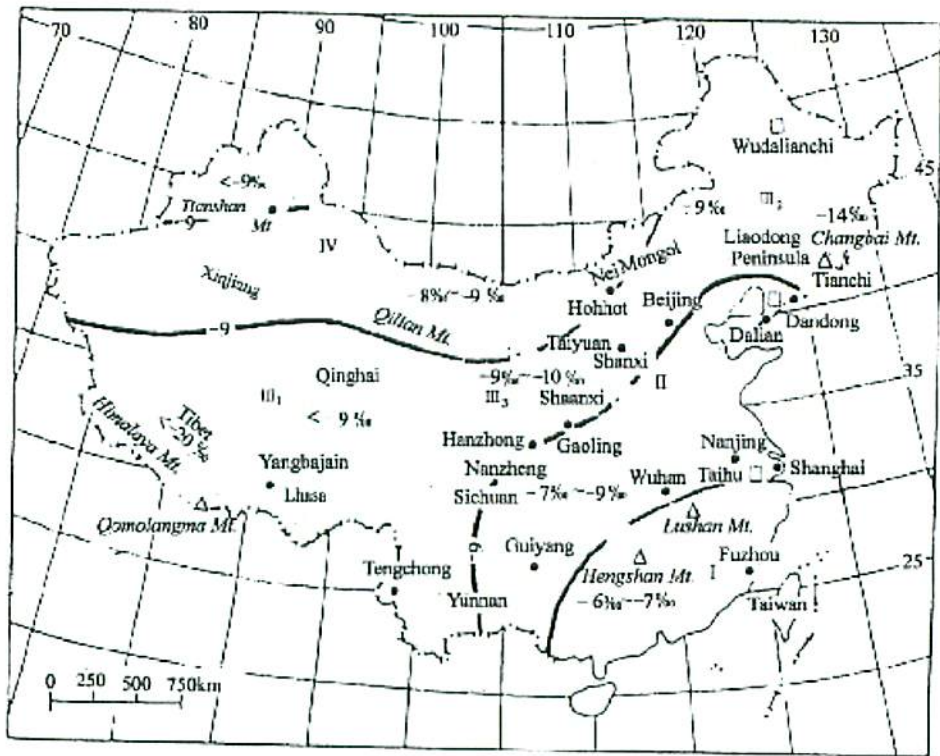 70
80
90
100
110
120
130
Wudalianchi
45
<-9‰
III₂
-9‰
-14‰
Tianshan
Mt
-9
IV
Liaodong
Peninsula
Changbai Mt.
Tianchi
Nei Mongol
Xinjiang
-8‰~-9‰
Hohhot
Beijing
Qilian Mt.
-9
Dalian
Dandong
Taiyuan
Shanxi
35
Qinghai
-9‰~-10‰
II
III₁
III₃
Shaanxi
<-9‰
Himalaya Mt.
Tibet
<-20‰
Hanzhong
Gaoling
Nanjing
Yangbajain
Nanzheng
Wuhan
Taihu
Shanghai
Lhasa
Sichuan
-7‰~-9‰
Qomolangma Mt.
Lushan Mt.
-9
Guiyang
Fuzhou
25
Tengchong
Hengshan Mt.
I
Yunnan
-6‰~-7‰
Taiwan
0 250 500 750km